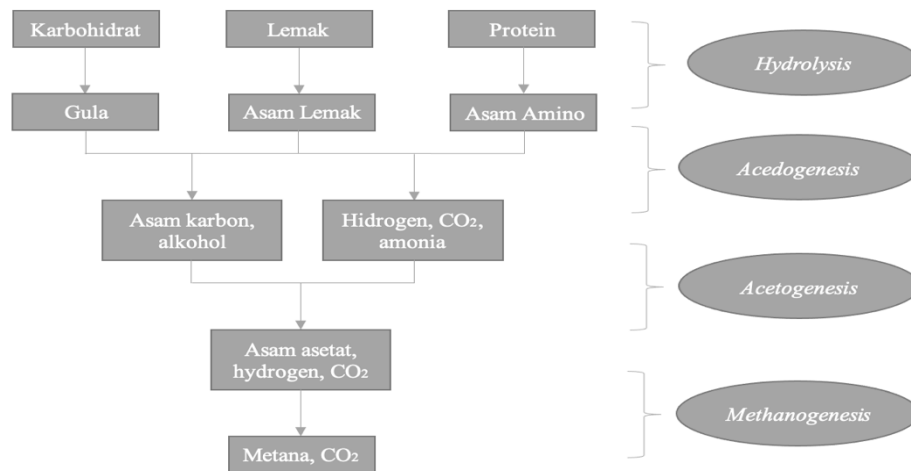 Karbohidrat
Lemak
Protein
Hydrolysis
Gula
Asam Lemak
Asam Amino
Acedogenesis
Asam karbon,
alkohol
Hidrogen, CO₂,
amonia
Acetogenesis
Asam asetat,
hydrogen, CO₂
Methanogenesis
Metana, CO₂